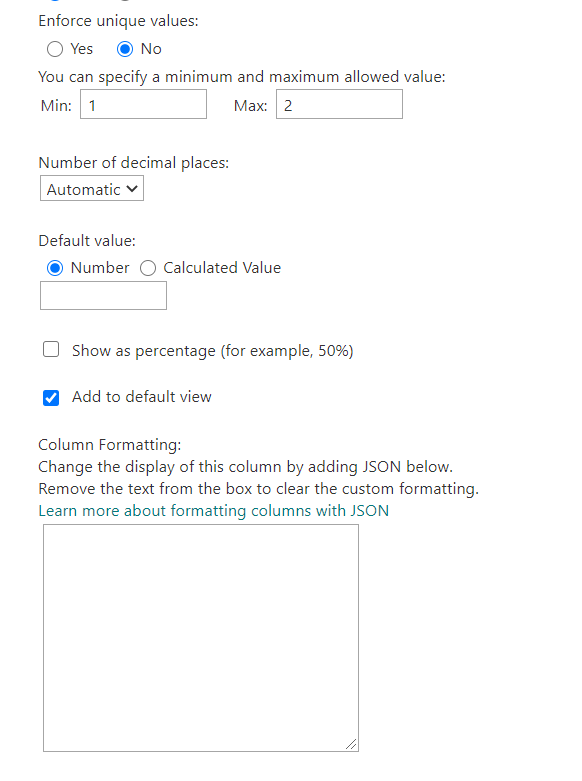 Enforce unique values:
Yes No
You can specify a minimum and maximum allowed value:
Min: 1 Max: 2
Number of decimal places:
Automatic
Default value:
Number Calculated Value
Show as percentage (for example, 50%)
Add to default view
Column Formatting:
Change the display of this column by adding JSON below.
Remove the text from the box to clear the custom formatting.
Learn more about formatting columns with JSON